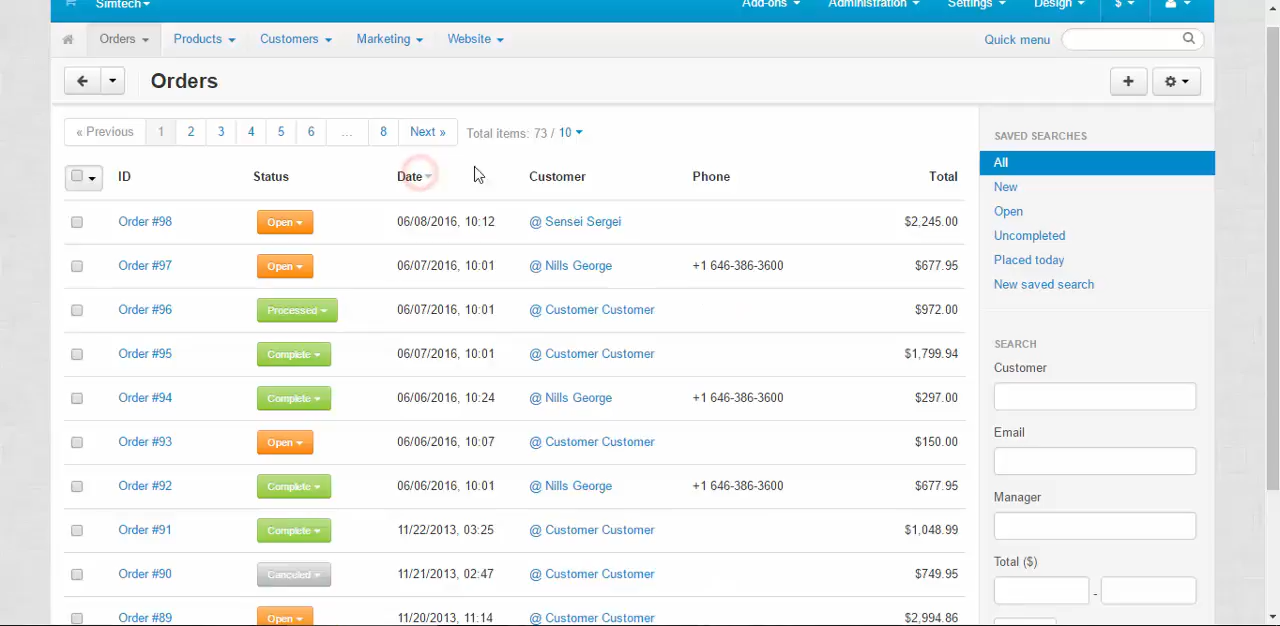 Simtech
Add-ons Administration Settings Design $
Orders Products Customers Marketing Website Quick menu
Orders
« Previous 1 2 3 4 5 6 ... 8 Next » Total items: 73 / 10
ID Status Date Customer Phone Total
Order #98 Open 06/08/2016, 10:12 @ Sensei Sergei $2,245.00
Order #97 Open 06/07/2016, 10:01 @ Nills George +1 646-386-3600 $677.95
Order #96 Processed 06/07/2016, 10:01 @ Customer Customer $972.00
Order #95 Complete 06/07/2016, 10:01 @ Customer Customer $1,799.94
Order #94 Complete 06/06/2016, 10:24 @ Nills George +1 646-386-3600 $297.00
Order #93 Open 06/06/2016, 10:07 @ Customer Customer $150.00
Order #92 Complete 06/06/2016, 10:01 @ Nills George +1 646-386-3600 $677.95
Order #91 Complete 11/22/2013, 03:25 @ Customer Customer $1,048.99
Order #90 Canceled 11/21/2013, 02:47 @ Customer Customer $749.95
Order #89 Open 11/20/2013, 11:14 @ Customer Customer $2,994.86
SAVED SEARCHES
All
New
Open
Uncompleted
Placed today
New saved search
SEARCH
Customer
Email
Manager
Total ($)
-